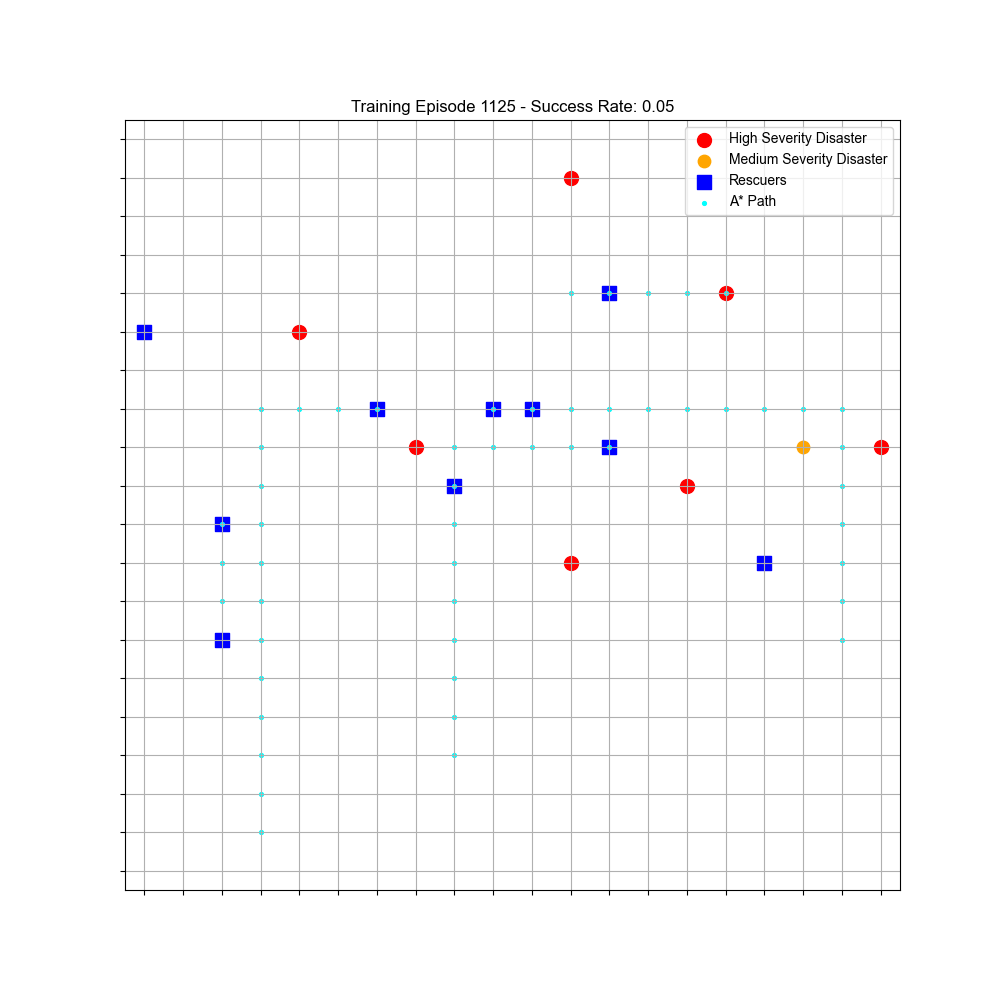 Training Episode 1125 - Success Rate: 0.05
High Severity Disaster
Medium Severity Disaster
Rescuers
A* Path